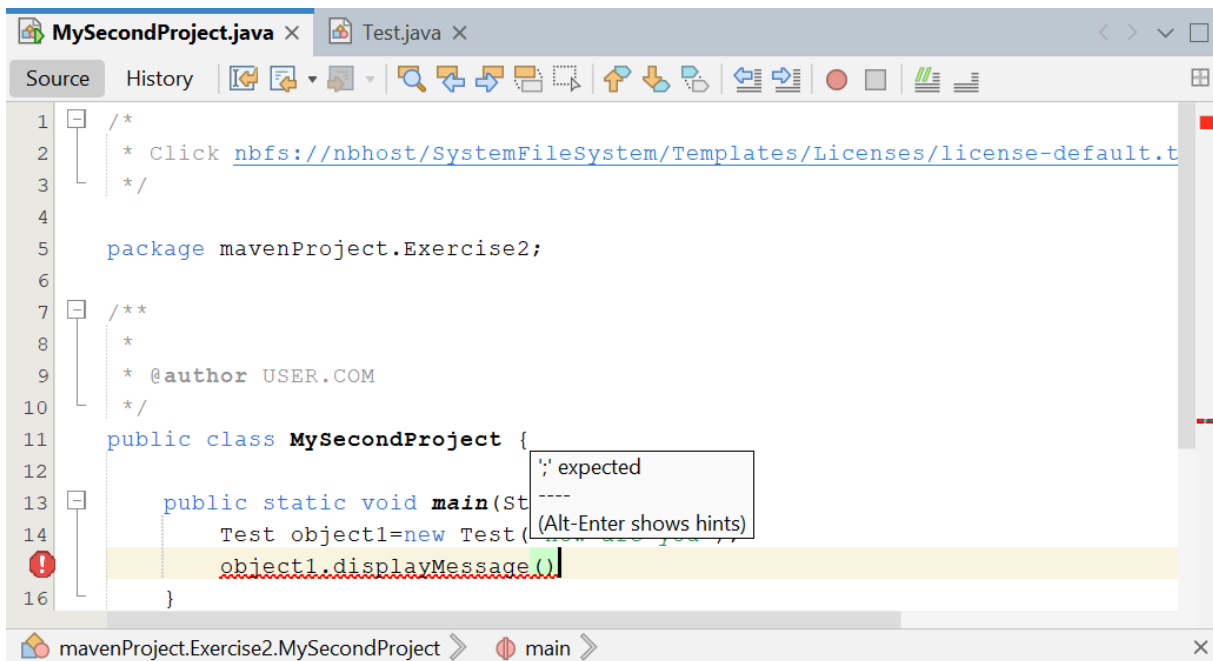 MySecondProject.java
Test.java
Source History
1 /*
2 * Click nbfs://nbhost/SystemFileSystem/Templates/Licenses/license-default.t
3 */
4
5 package mavenProject.Exercise2;
6
7 /**
8 *
9 * @author USER.COM
10 */
11 public class MySecondProject {
12
';' expected
----
(Alt-Enter shows hints)
13 public static void main(St
14 Test object1=new Test(
object1.displayMessage()
16 }
mavenProject.Exercise2.MySecondProject main